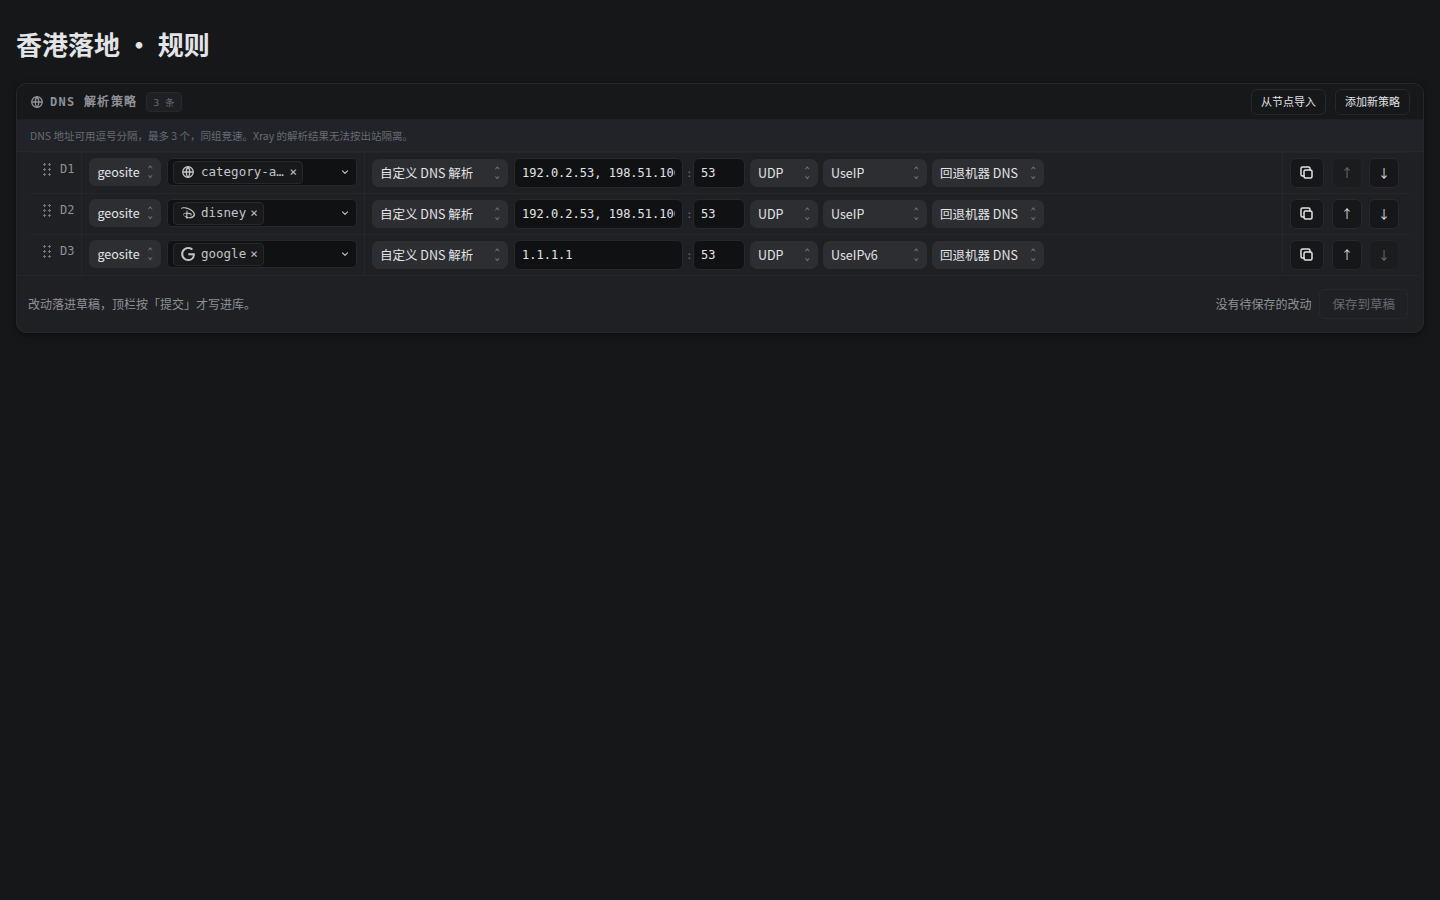 香港落地 · 规则
DNS 解析策略 3 条 从节点导入 添加新策略
DNS 地址可用逗号分隔，最多 3 个，同组竞速。Xray 的解析结果无法按出站隔离。
D1 geosite category-a… × 自定义 DNS 解析 192.0.2.53, 198.51.10 : 53 UDP UseIP 回退机器 DNS ↑ ↓
D2 geosite disney × 自定义 DNS 解析 192.0.2.53, 198.51.10 : 53 UDP UseIP 回退机器 DNS ↑ ↓
D3 geosite google × 自定义 DNS 解析 1.1.1.1 : 53 UDP UseIPv6 回退机器 DNS ↑ ↓
改动落进草稿，顶栏按「提交」才写进库。 没有待保存的改动 保存到草稿